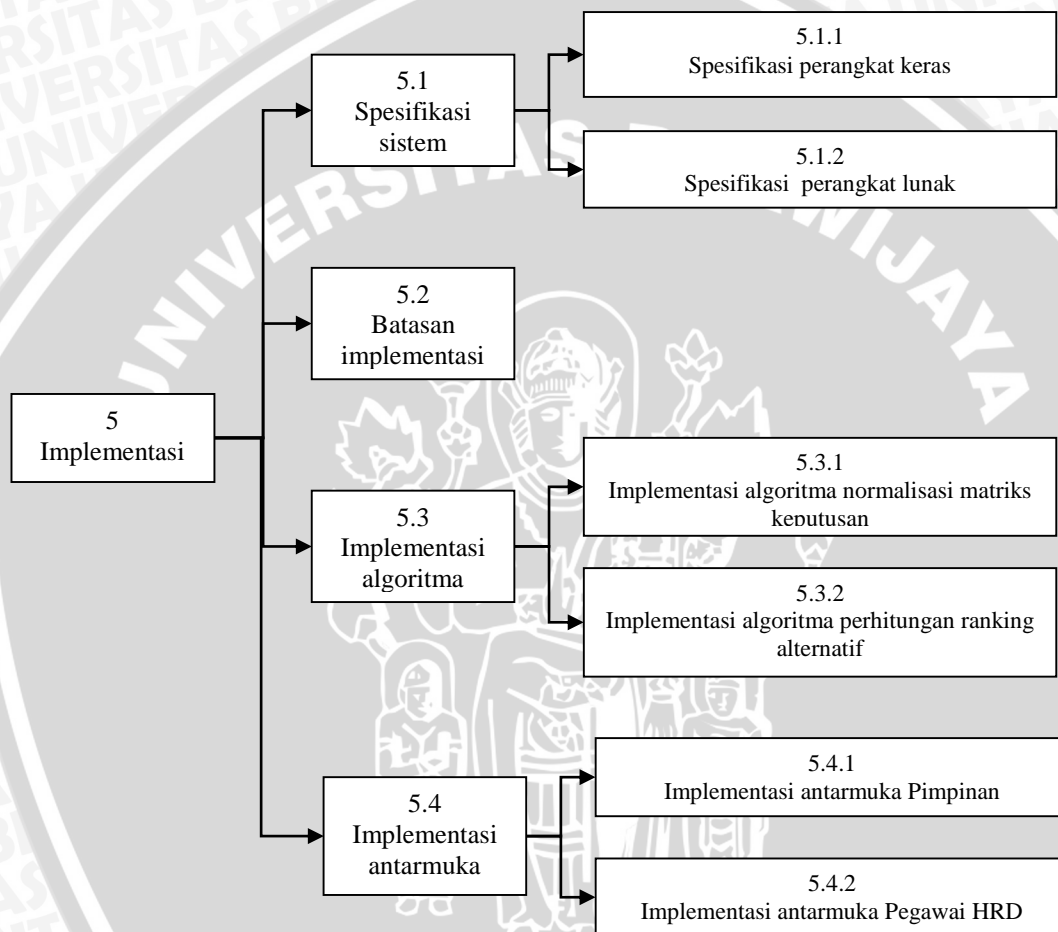 5
Implementasi
5.1
Spesifikasi
sistem
5.1.1
Spesifikasi perangkat keras
5.1.2
Spesifikasi perangkat lunak
5.2
Batasan
implementasi
5.3
Implementasi
algoritma
5.3.1
Implementasi algoritma normalisasi matriks
keputusan
5.3.2
Implementasi algoritma perhitungan ranking
alternatif
5.4
Implementasi
antarmuka
5.4.1
Implementasi antarmuka Pimpinan
5.4.2
Implementasi antarmuka Pegawai HRD